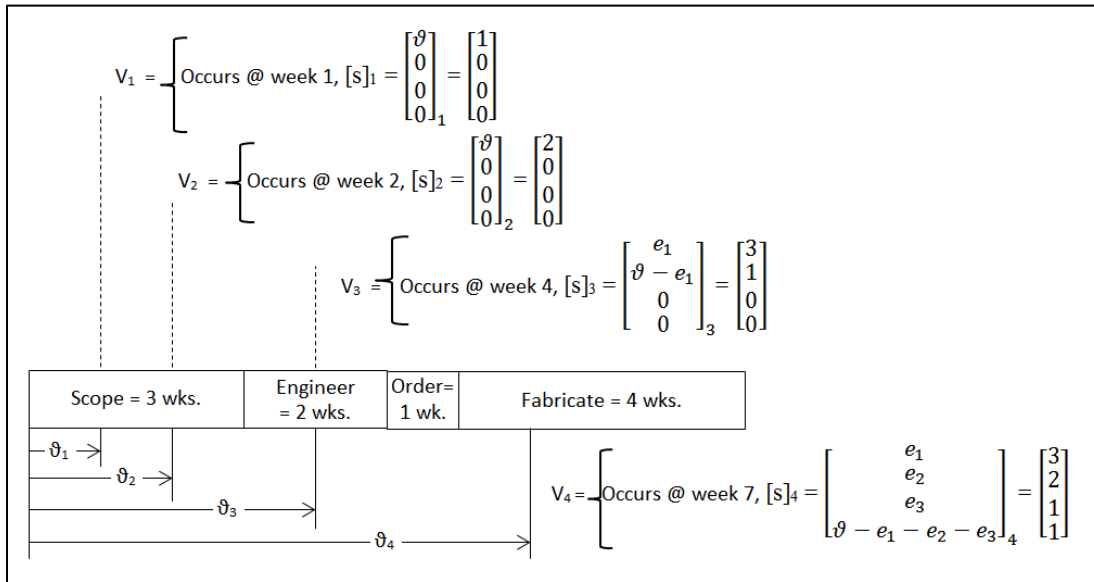 V₁ = { Occurs @ week 1, [s]₁ = [ϑ 0 0 0]₁ = [1 0 0 0]
V₂ = { Occurs @ week 2, [s]₂ = [ϑ 0 0 0]₂ = [2 0 0 0]
V₃ = { Occurs @ week 4, [s]₃ = [e₁ ϑ − e₁ 0 0]₃ = [3 1 0 0]
Scope = 3 wks.
Engineer
= 2 wks.
Order=
1 wk.
Fabricate = 4 wks.
ϑ₁
ϑ₂
ϑ₃
ϑ₄
V₄ = { Occurs @ week 7, [s]₄ = [e₁ e₂ e₃ ϑ − e₁ − e₂ − e₃]₄ = [3 2 1 1]